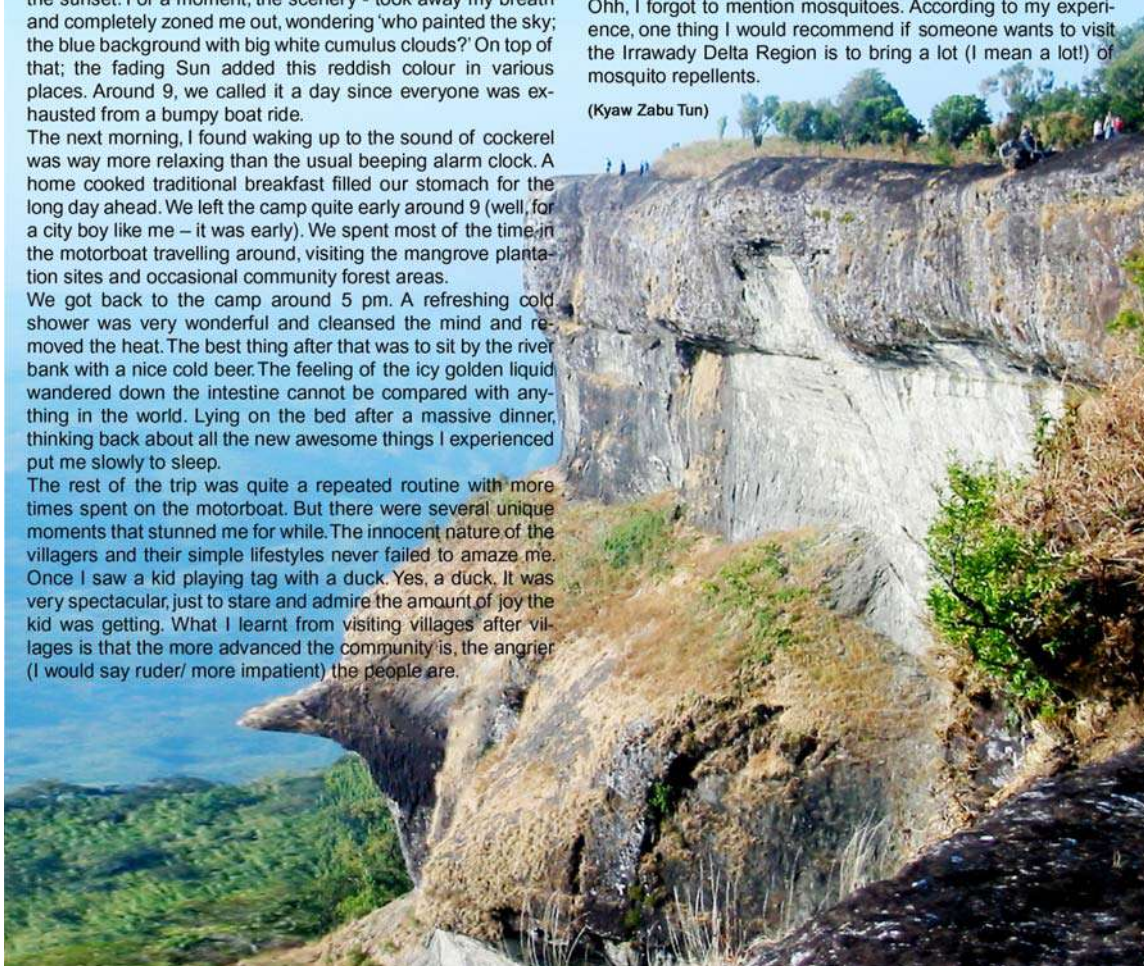 the sunset. For a moment, the scenery - took away my breath
and completely zoned me out, wondering ‘who painted the sky;
the blue background with big white cumulus clouds?’ On top of
that; the fading Sun added this reddish colour in various
places. Around 9, we called it a day since everyone was ex-
hausted from a bumpy boat ride.
The next morning, I found waking up to the sound of cockerel
was way more relaxing than the usual beeping alarm clock. A
home cooked traditional breakfast filled our stomach for the
long day ahead. We left the camp quite early around 9 (well, for
a city boy like me – it was early). We spent most of the time in
the motorboat travelling around, visiting the mangrove planta-
tion sites and occasional community forest areas.
We got back to the camp around 5 pm. A refreshing cold
shower was very wonderful and cleansed the mind and re-
moved the heat. The best thing after that was to sit by the river
bank with a nice cold beer. The feeling of the icy golden liquid
wandered down the intestine cannot be compared with any-
thing in the world. Lying on the bed after a massive dinner,
thinking back about all the new awesome things I experienced
put me slowly to sleep.
The rest of the trip was quite a repeated routine with more
times spent on the motorboat. But there were several unique
moments that stunned me for while. The innocent nature of the
villagers and their simple lifestyles never failed to amaze me.
Once I saw a kid playing tag with a duck. Yes, a duck. It was
very spectacular, just to stare and admire the amount of joy the
kid was getting. What I learnt from visiting villages after vil-
lages is that the more advanced the community is, the angrier
(I would say ruder/ more impatient) the people are.
Ohh, I forgot to mention mosquitoes. According to my experi-
ence, one thing I would recommend if someone wants to visit
the Irrawady Delta Region is to bring a lot (I mean a lot!) of
mosquito repellents.
(Kyaw Zabu Tun)